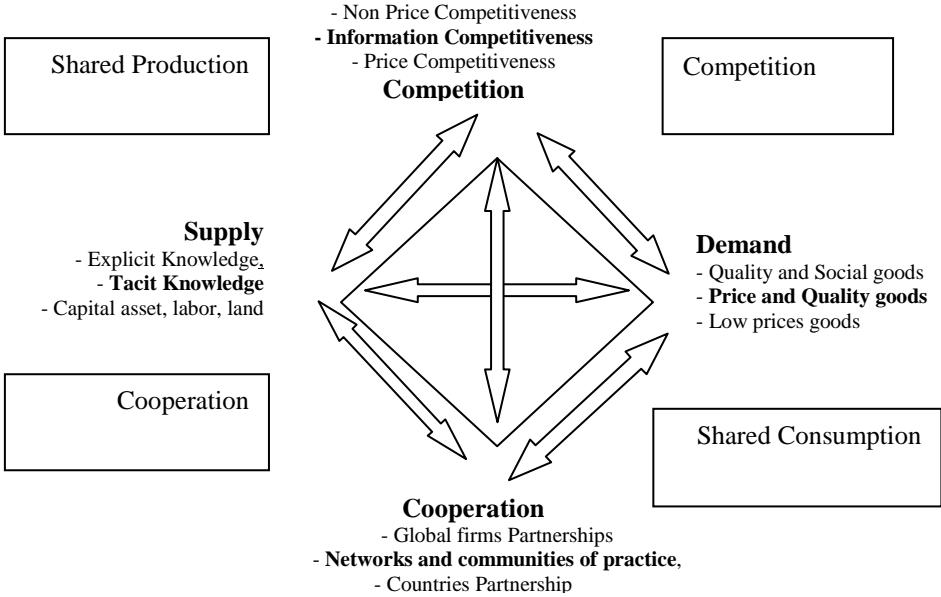 - Non Price Competitiveness
- Information Competitiveness
- Price Competitiveness
Competition
Shared Production
Competition
Supply
- Explicit Knowledge,
- Tacit Knowledge
- Capital asset, labor, land
Demand
- Quality and Social goods
- Price and Quality goods
- Low prices goods
Cooperation
Shared Consumption
Cooperation
- Global firms Partnerships
- Networks and communities of practice,
- Countries Partnership